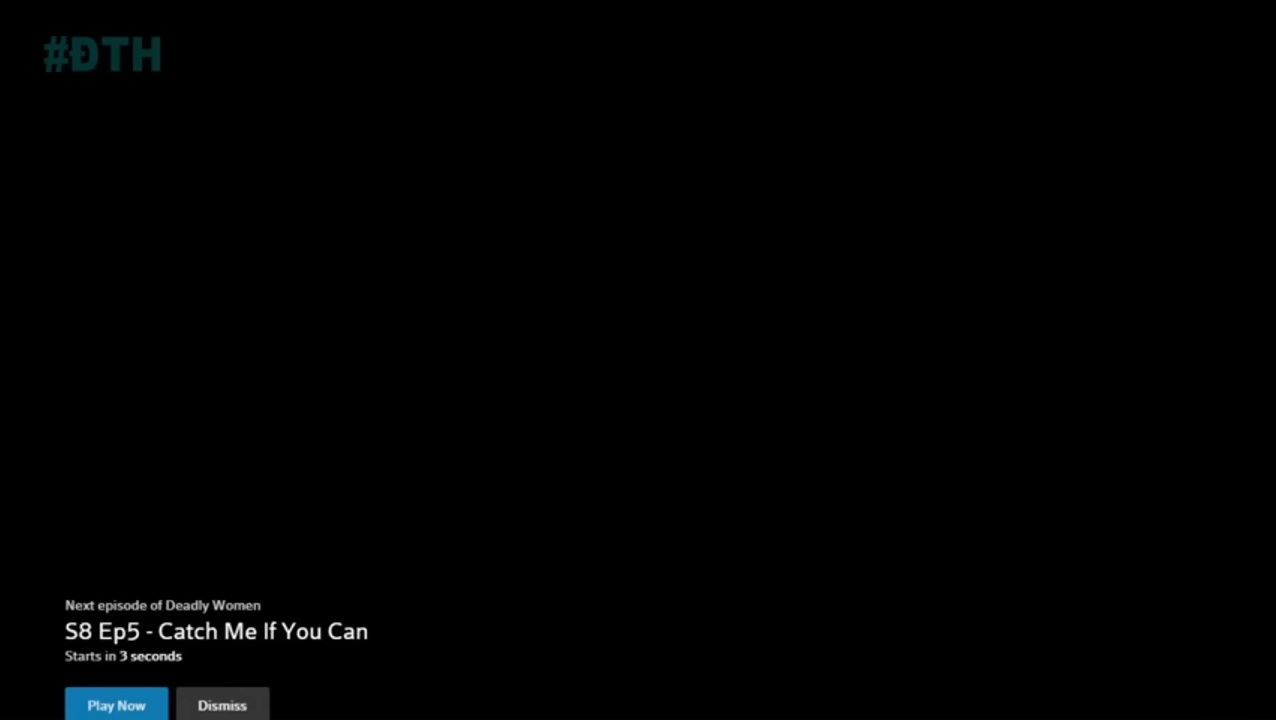 #ĐTH
Next episode of Deadly Women
S8 Ep5 - Catch Me If You Can
Starts in 3 seconds
Play Now
Dismiss